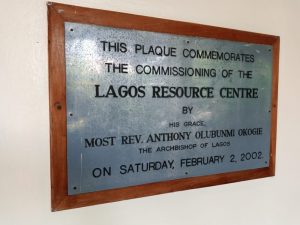 THIS PLAQUE COMMEMORATES
THE COMMISSIONING OF THE
LAGOS RESOURCE CENTRE
BY
HIS GRACE,
MOST REV. ANTHONY OLUBUNMI OKOGIE
THE ARCHBISHOP OF LAGOS
ON SATURDAY, FEBRUARY 2, 2002.